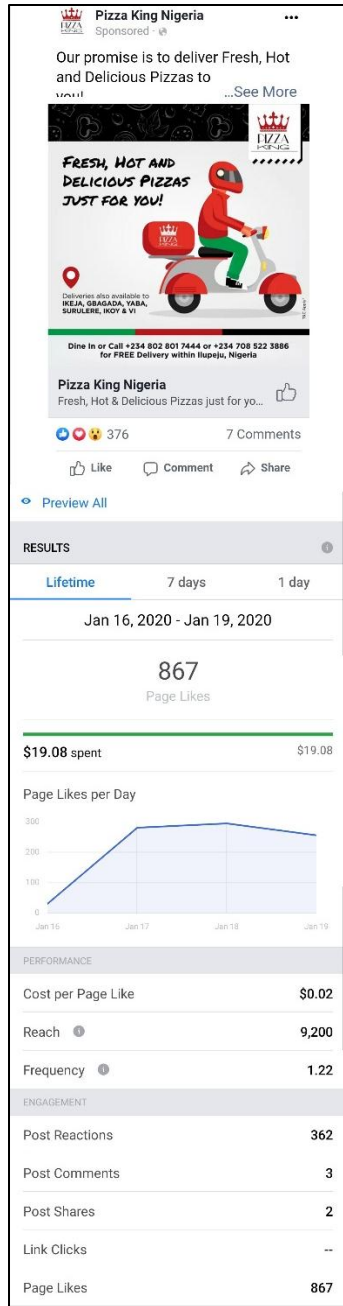 Pizza King Nigeria
Sponsored ·
...
Our promise is to deliver Fresh, Hot
and Delicious Pizzas to
you! ...See More
PIZZA
KING
FRESH, HOT AND
DELICIOUS PIZZAS
JUST FOR YOU!
PIZZA
KING
Deliveries also available to
IKEJA, GBAGADA, YABA,
SURULERE, IKOY & VI
Dine In or Call +234 802 801 7444 or +234 708 522 3886
for FREE Delivery within Ilupeju, Nigeria
Pizza King Nigeria
Fresh, Hot & Delicious Pizzas just for yo...
376 7 Comments
Like Comment Share
Preview All
RESULTS
Lifetime 7 days 1 day
Jan 16, 2020 - Jan 19, 2020
867
Page Likes
$19.08 spent $19.08
Page Likes per Day
300
200
100
0
Jan 16 Jan 17 Jan 18 Jan 19
PERFORMANCE
Cost per Page Like $0.02
Reach 9,200
Frequency 1.22
ENGAGEMENT
Post Reactions 362
Post Comments 3
Post Shares 2
Link Clicks --
Page Likes 867